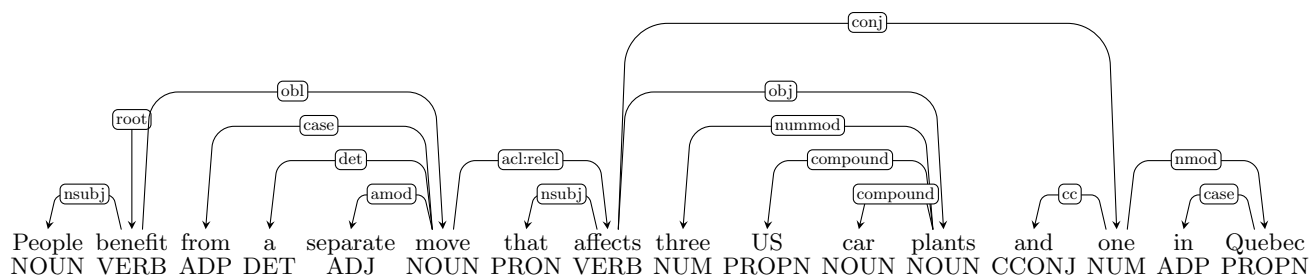 conj
obl obj
root
case nummod
det acl:relcl compound nmod
nsubj amod nsubj compound cc case
People benefit from a separate move that affects three US car plants and one in Quebec
NOUN VERB ADP DET ADJ NOUN PRON VERB NUM PROPN NOUN NOUN CCONJ NUM ADP PROPN